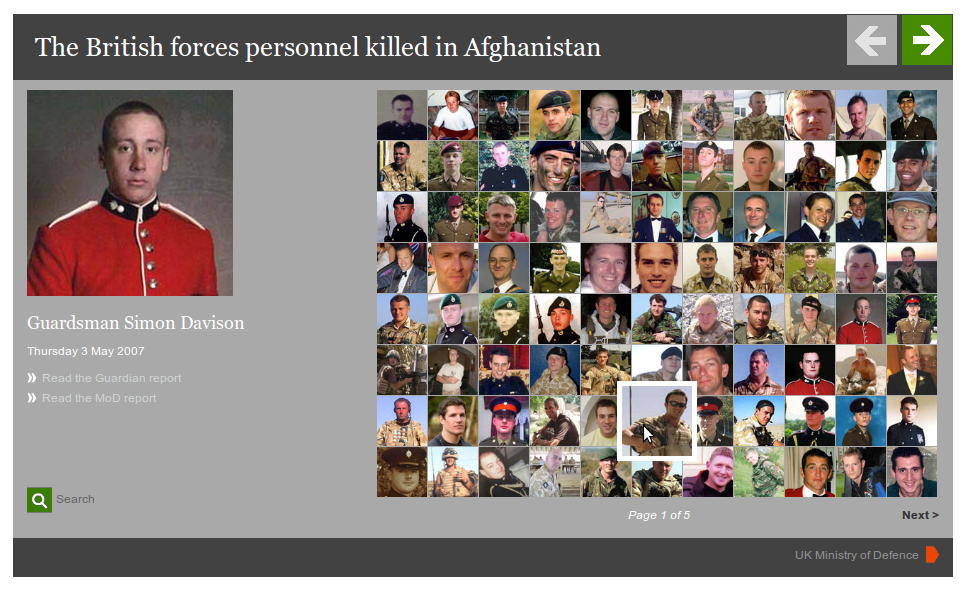 The British forces personnel killed in Afghanistan
Guardsman Simon Davison
Thursday 3 May 2007
Read the Guardian report
Read the MoD report
Search
Page 1 of 5
Next >
UK Ministry of Defence